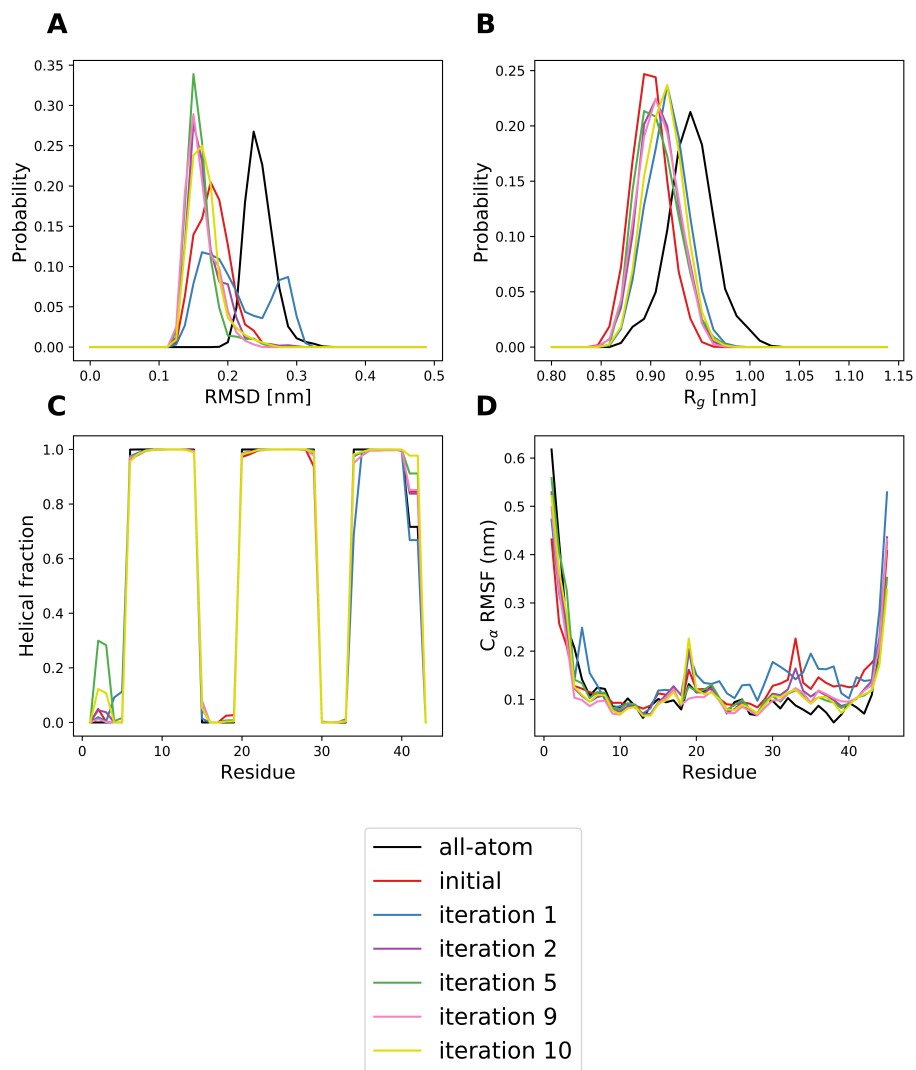 A
B
0.35
0.30
0.25
0.20
0.15
0.10
0.05
0.00
Probability
0.0 0.1 0.2 0.3 0.4 0.5
RMSD [nm]
0.25
0.20
0.15
0.10
0.05
0.00
Probability
0.80 0.85 0.90 0.95 1.00 1.05 1.10 1.15
Rg [nm]
C
D
1.0
0.8
0.6
0.4
0.2
0.0
Helical fraction
0 10 20 30 40
Residue
0.6
0.5
0.4
0.3
0.2
0.1
Cα RMSF (nm)
0 10 20 30 40
Residue
all-atom
initial
iteration 1
iteration 2
iteration 5
iteration 9
iteration 10